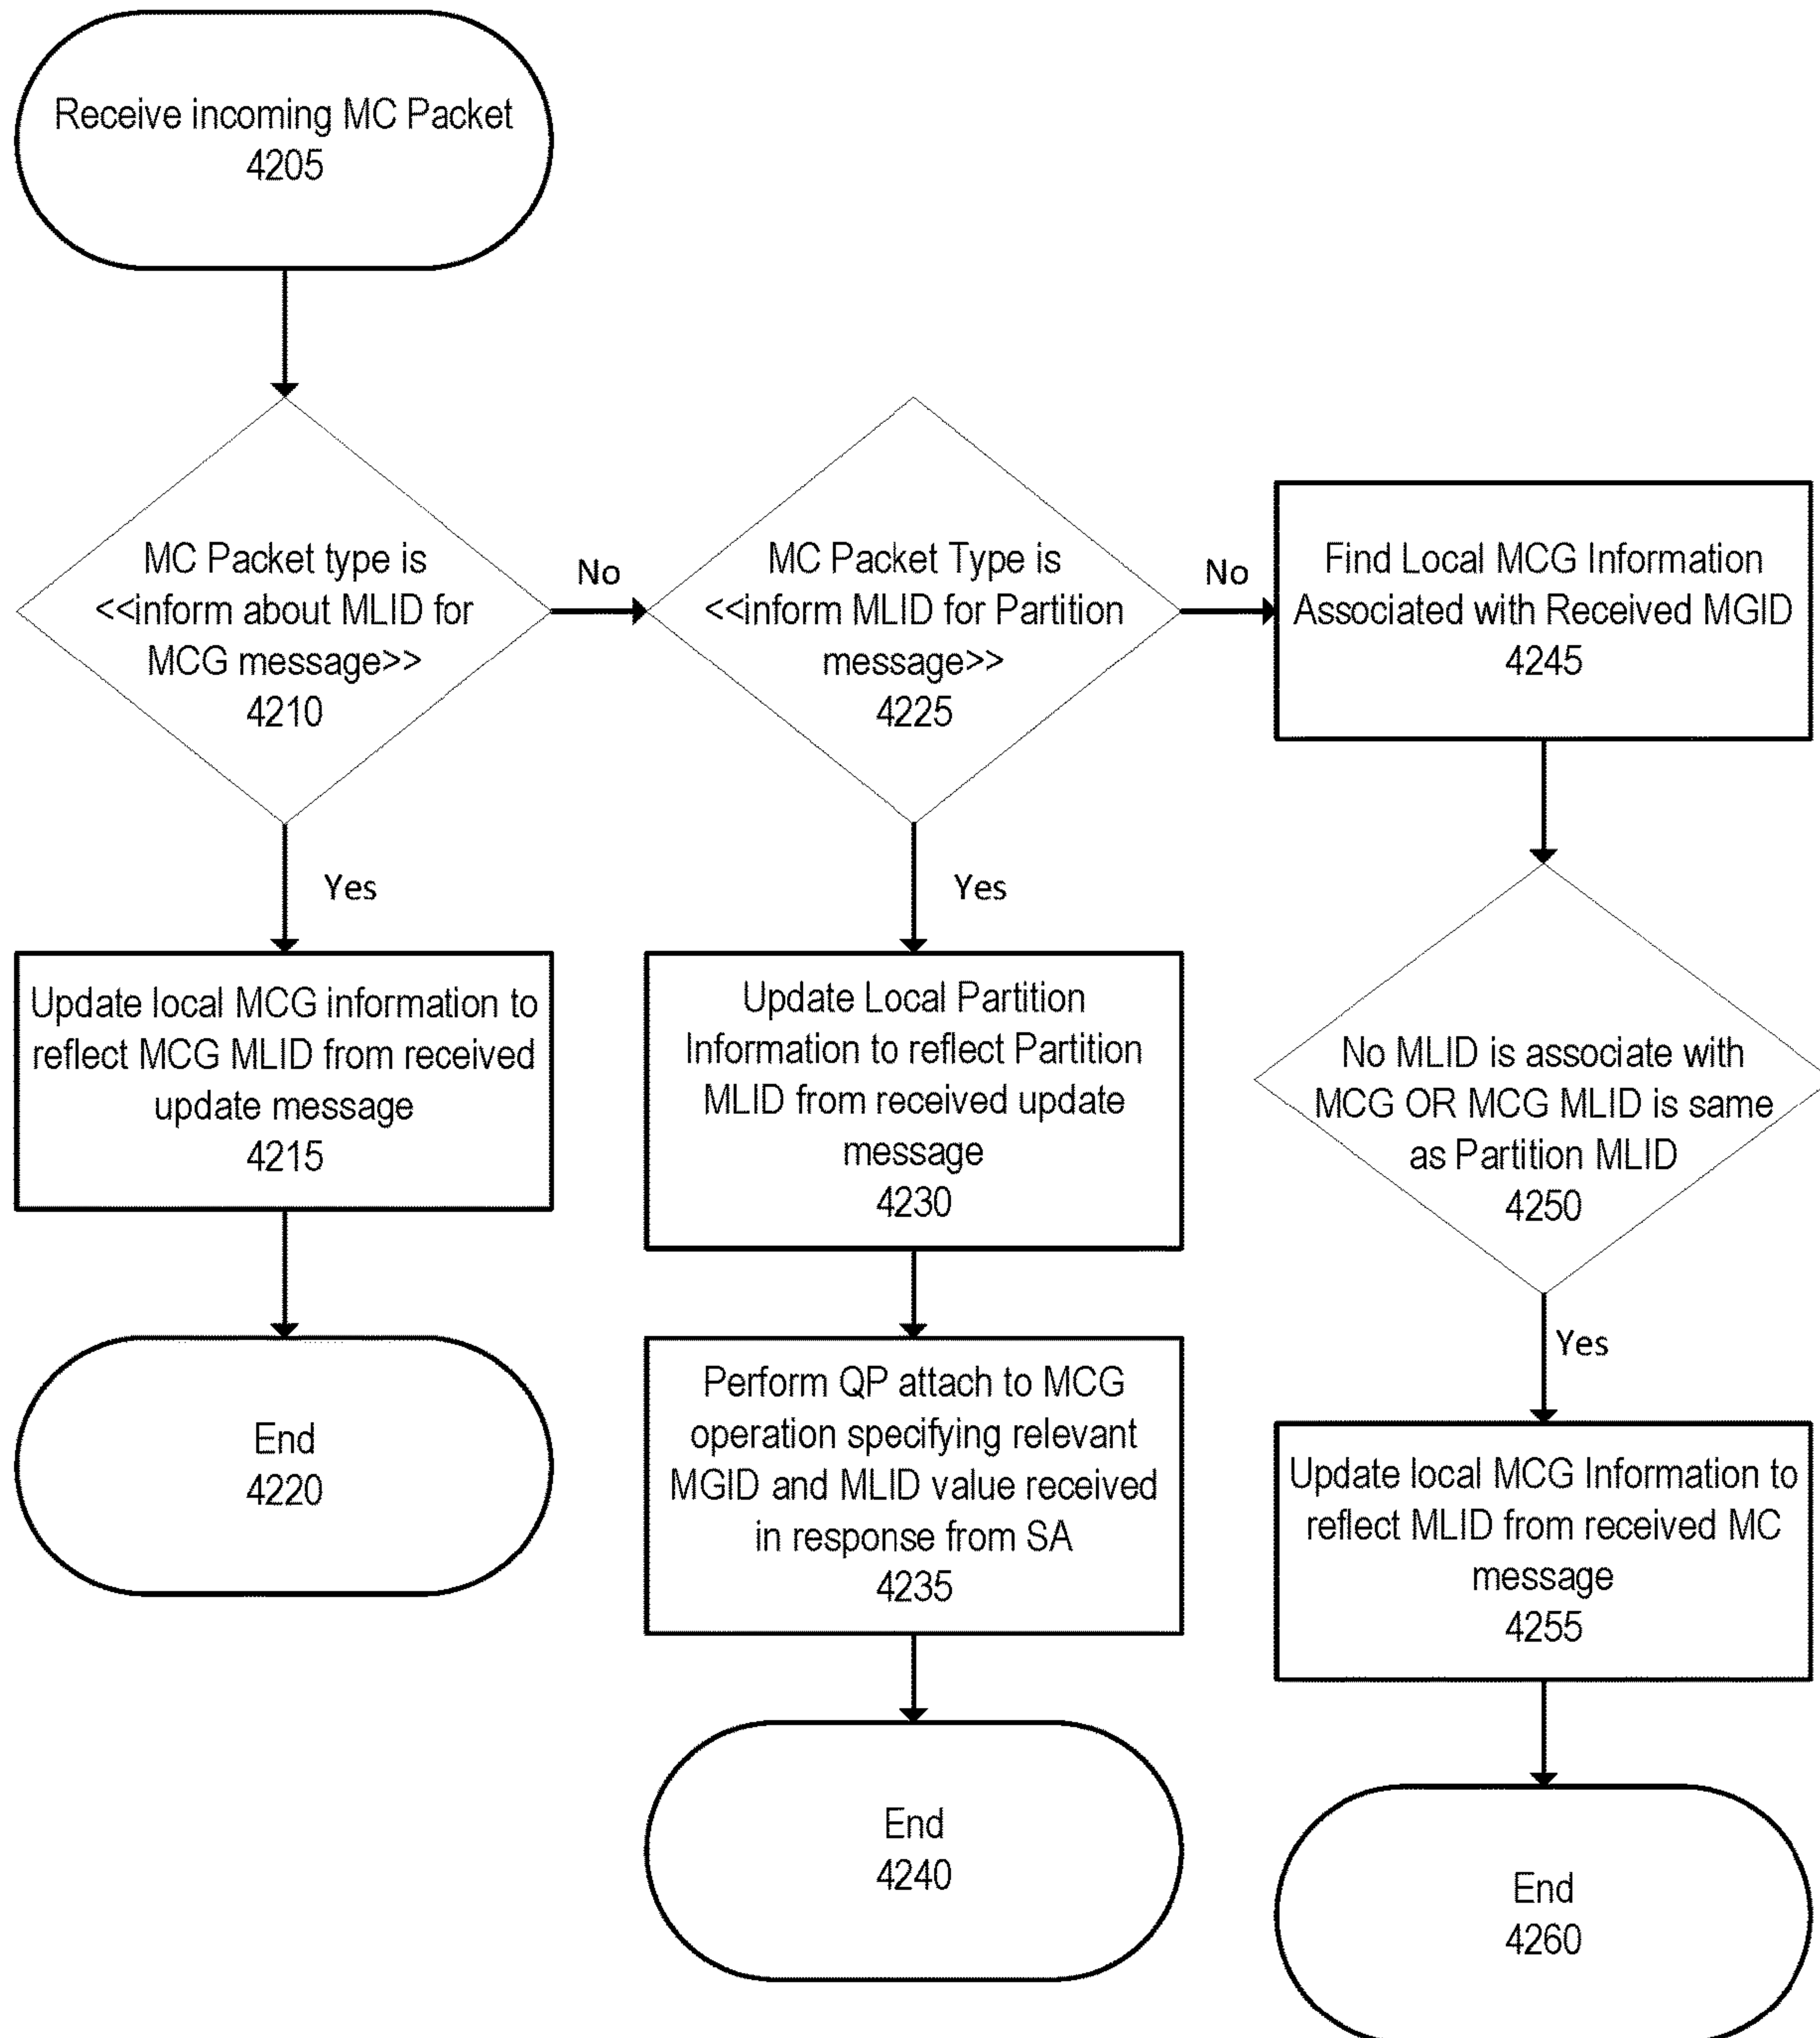 Receive incoming MC Packet
4205
MC Packet type is
<<inform about MLID for
MCG message>>
4210
No
MC Packet Type is
<<inform MLID for Partition
message>>
4225
No
Find Local MCG Information
Associated with Received MGID
4245
Yes
Update local MCG information to
reflect MCG MLID from received
update message
4215
End
4220
Yes
Update Local Partition
Information to reflect Partition
MLID from received update
message
4230
Perform QP attach to MCG
operation specifying relevant
MGID and MLID value received
in response from SA
4235
End
4240
No MLID is associate with
MCG OR MCG MLID is same
as Partition MLID
4250
Yes
Update local MCG Information to
reflect MLID from received MC
message
4255
End
4260